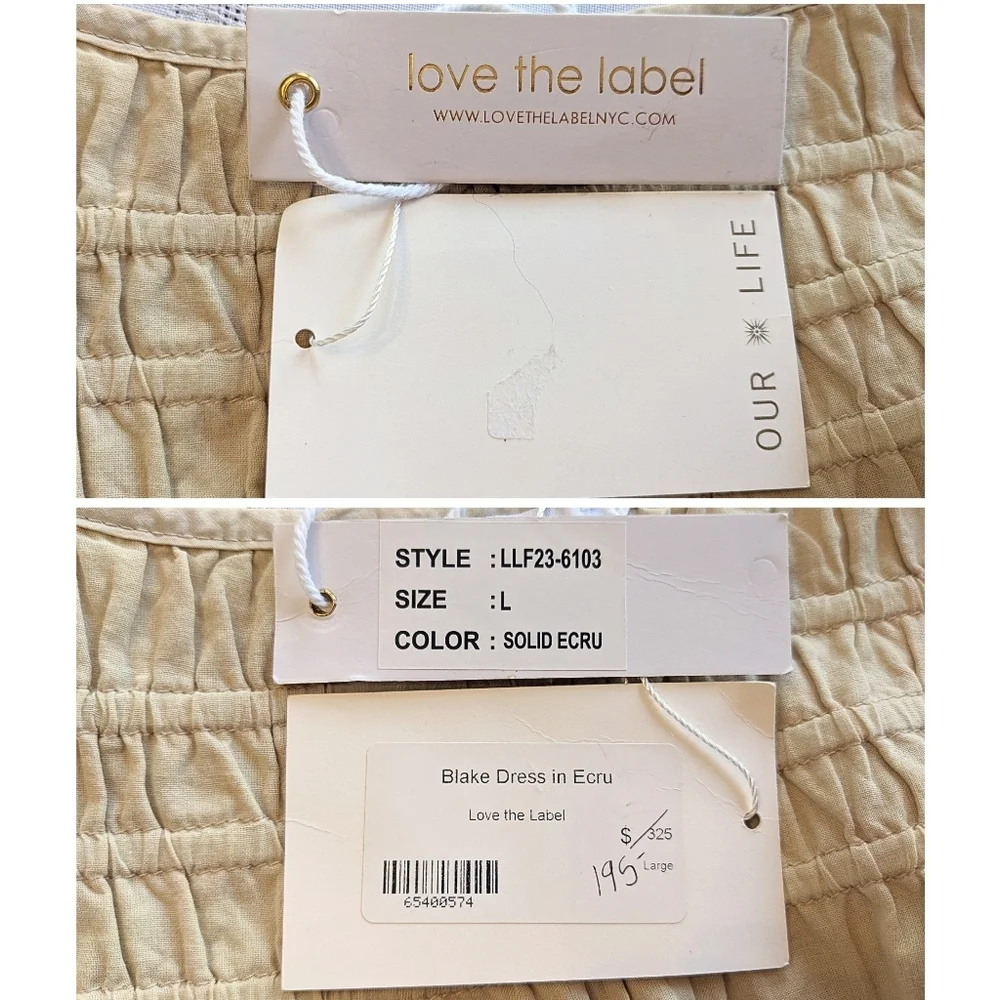 love the label
WWW.LOVETHELABELNYC.COM
OUR LIFE
STYLE : LLF23-6103
SIZE : L
COLOR : SOLID ECRU
Blake Dress in Ecru
Love the Label
$ 325
195-
Large
65400574